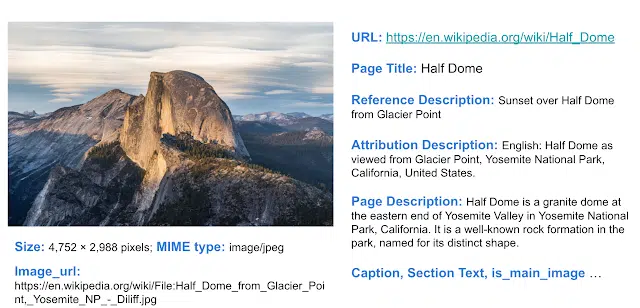 URL: https://en.wikipedia.org/wiki/Half_Dome
Page Title: Half Dome
Reference Description: Sunset over Half Dome
from Glacier Point
Attribution Description: English: Half Dome as
viewed from Glacier Point, Yosemite National Park,
California, United States.
Page Description: Half Dome is a granite dome at
the eastern end of Yosemite Valley in Yosemite National
Park, California. It is a well-known rock formation in the
park, named for its distinct shape.
Caption, Section Text, is_main_image ...
Size: 4,752 × 2,988 pixels; MIME type: image/jpeg
Image_url:
https://en.wikipedia.org/wiki/File:Half_Dome_from_Glacier_Poi
nt,_Yosemite_NP_-_Diliff.jpg